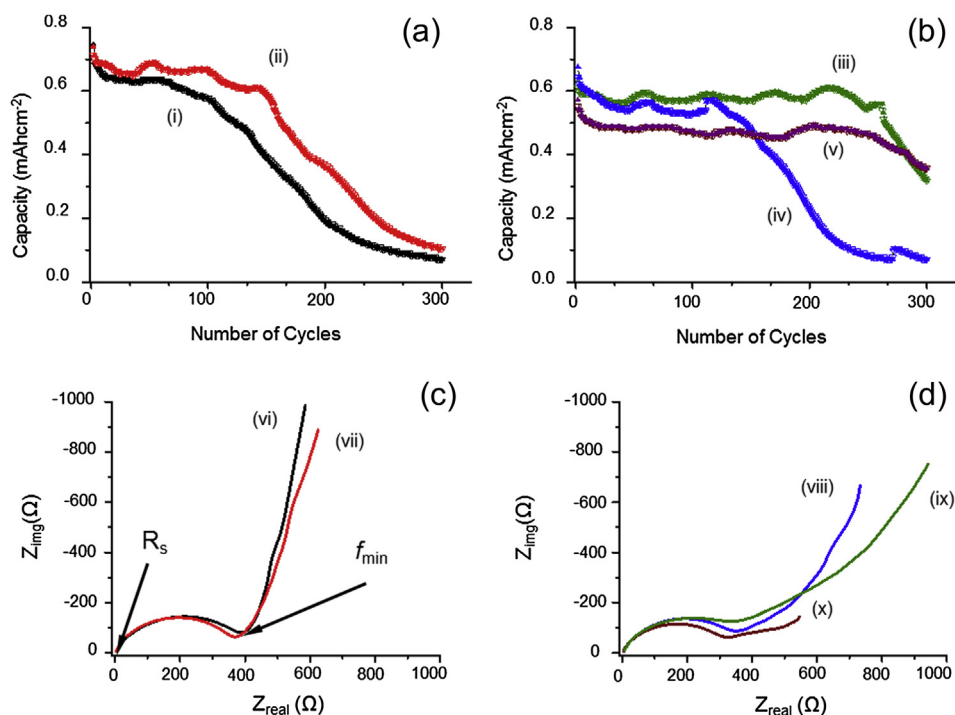 (a)
(ii)
(i)
Capacity (mAhcm-2)
0.8
0.6
0.4
0.2
0.0
0 100 200 300
Number of Cycles
(b)
(iii)
(v)
(iv)
Capacity (mAhcm-2)
0.8
0.6
0.4
0.2
0.0
0 100 200 300
Number of Cycles
(c)
(vi)
(vii)
Rs
fmin
Zimg(Ω)
-1000
-800
-600
-400
-200
0
0 200 400 600 800 1000
Zreal (Ω)
(d)
(viii)
(ix)
(x)
Zimg(Ω)
-1000
-800
-600
-400
-200
0
0 200 400 600 800 1000
Zreal (Ω)